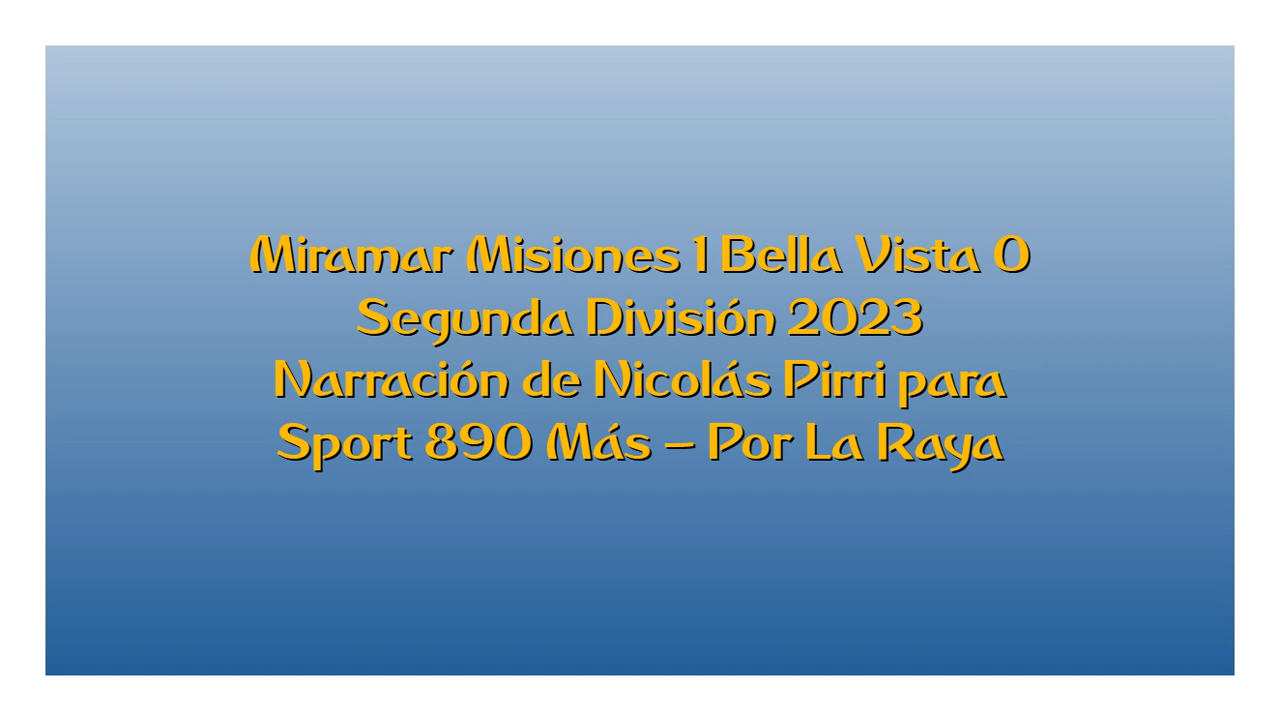 Miramar Misiones 1 Bella Vista 0
Segunda División 2023
Narración de Nicolás Pirri para
Sport 890 Más – Por La Raya